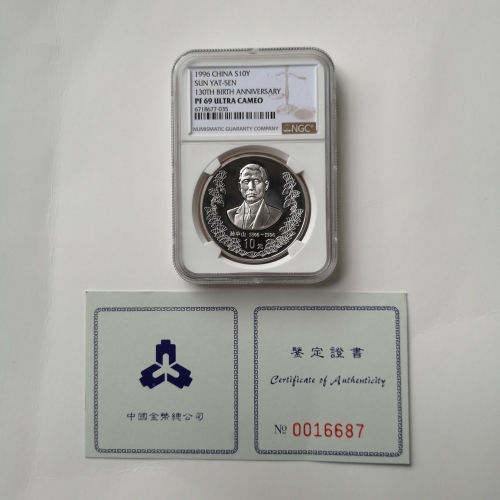 1996 CHINA S10Y
SUN YAT-SEN
130TH BIRTH ANNIVERSARY
PF 69 ULTRA CAMEO
6718677-035
NUMISMATIC GUARANTY COMPANY
NGC
孫中山 1866-1996
10元
鑒定證書
Certificate of Authenticity
中國金幣總公司
№ 0016687